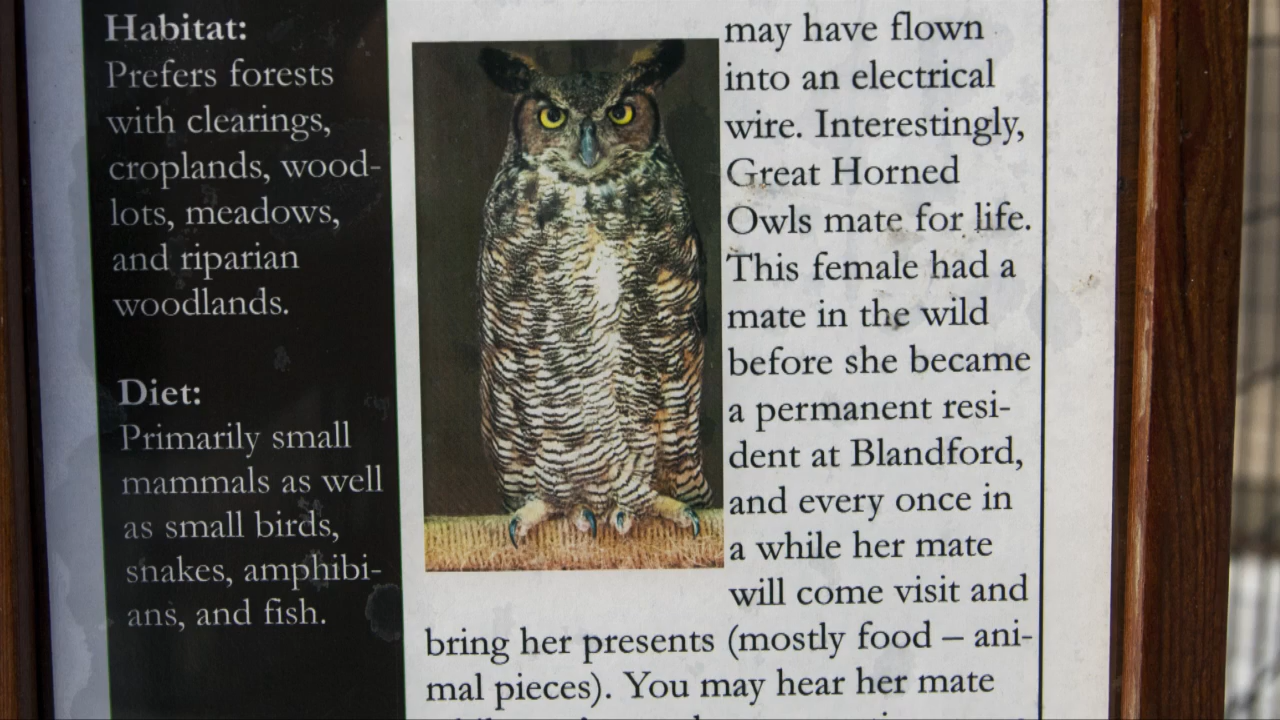 Habitat:
Prefers forests
with clearings,
croplands, wood-
lots, meadows,
and riparian
woodlands.
Diet:
Primarily small
mammals as well
as small birds,
snakes, amphibi-
ans, and fish.
may have flown
into an electrical
wire. Interestingly,
Great Horned
Owls mate for life.
This female had a
mate in the wild
before she became
a permanent resi-
dent at Blandford,
and every once in
a while her mate
will come visit and
bring her presents (mostly food – ani-
mal pieces). You may hear her mate